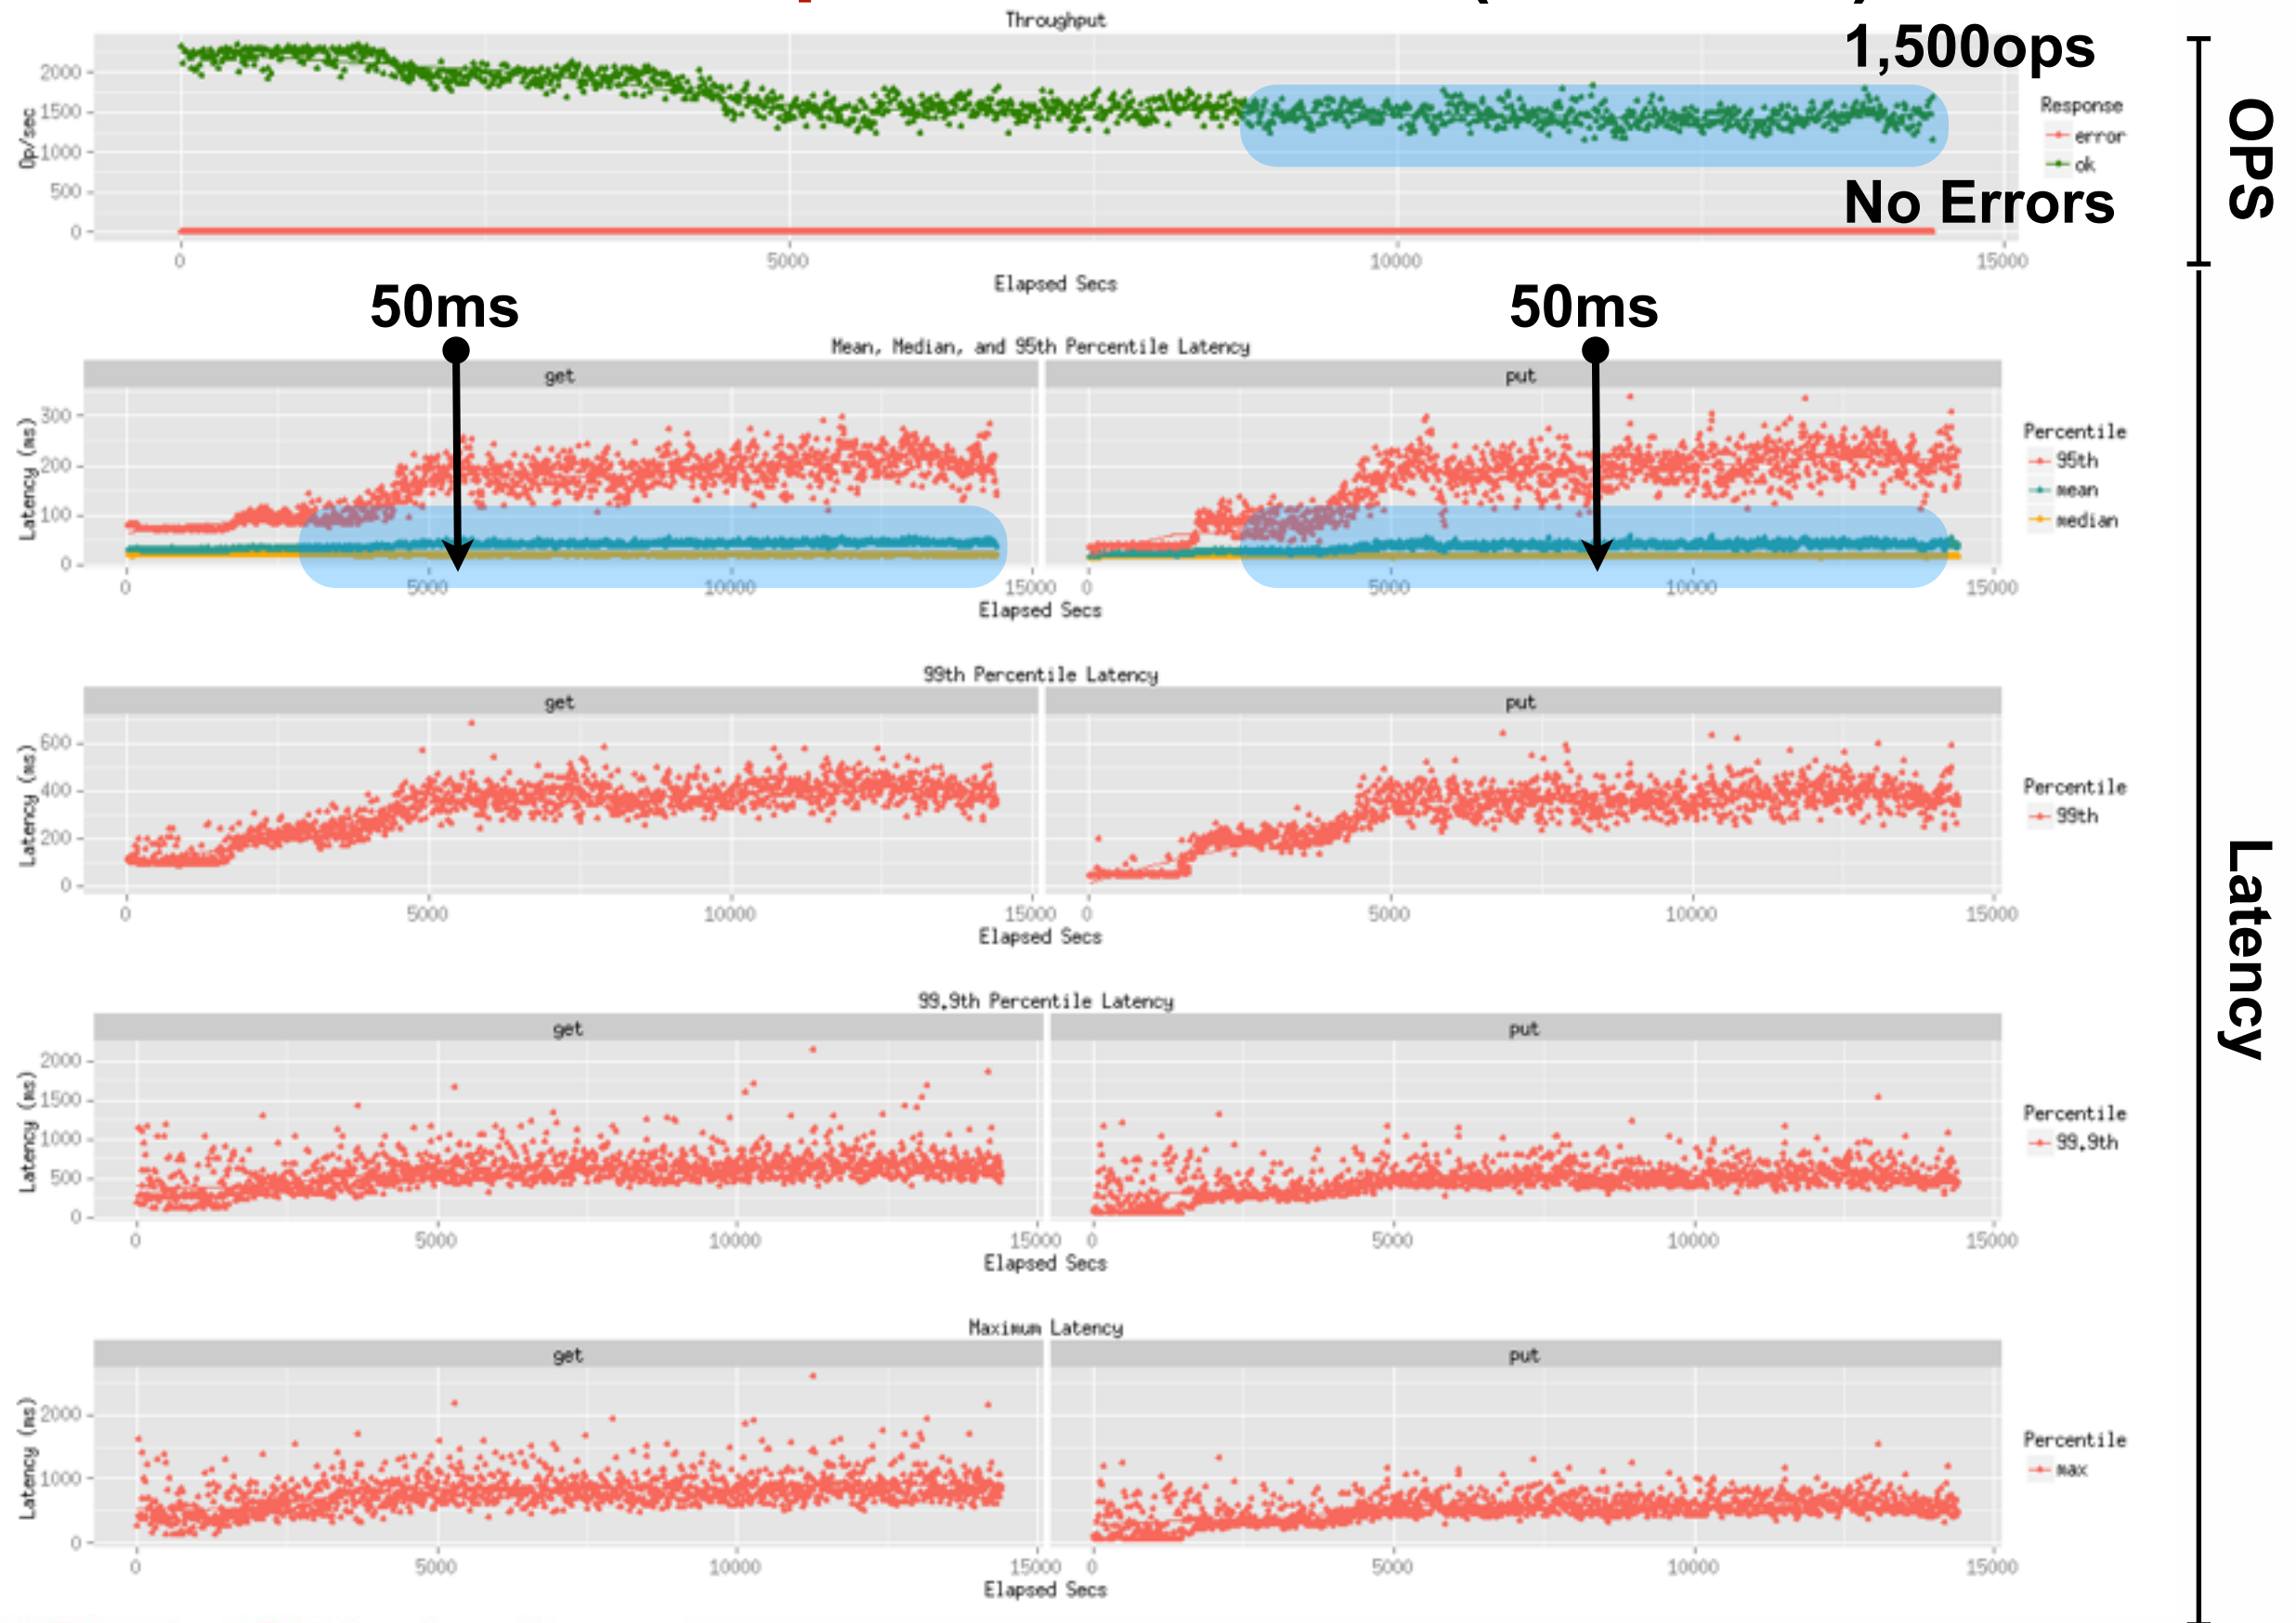 Throughput
1,500ops
2000
1500
1000
500
0
Op/sec
Response
error
ok
No Errors
OPS
0 5000 10000 15000
Elapsed Secs
50ms 50ms
Mean, Median, and 95th Percentile Latency
get put
300
200
100
0
Latency (ms)
Percentile
95th
mean
median
0 5000 10000 15000 0 5000 10000 15000
Elapsed Secs
99th Percentile Latency
get put
600
400
200
0
Latency (ms)
Percentile
99th
0 5000 10000 15000 0 5000 10000 15000
Elapsed Secs
Latency
99.9th Percentile Latency
get put
2000
1500
1000
500
0
Latency (ms)
Percentile
99.9th
0 5000 10000 15000 0 5000 10000 15000
Elapsed Secs
Maximum Latency
get put
2000
1000
0
Latency (ms)
Percentile
max
0 5000 10000 15000 0 5000 10000 15000
Elapsed Secs